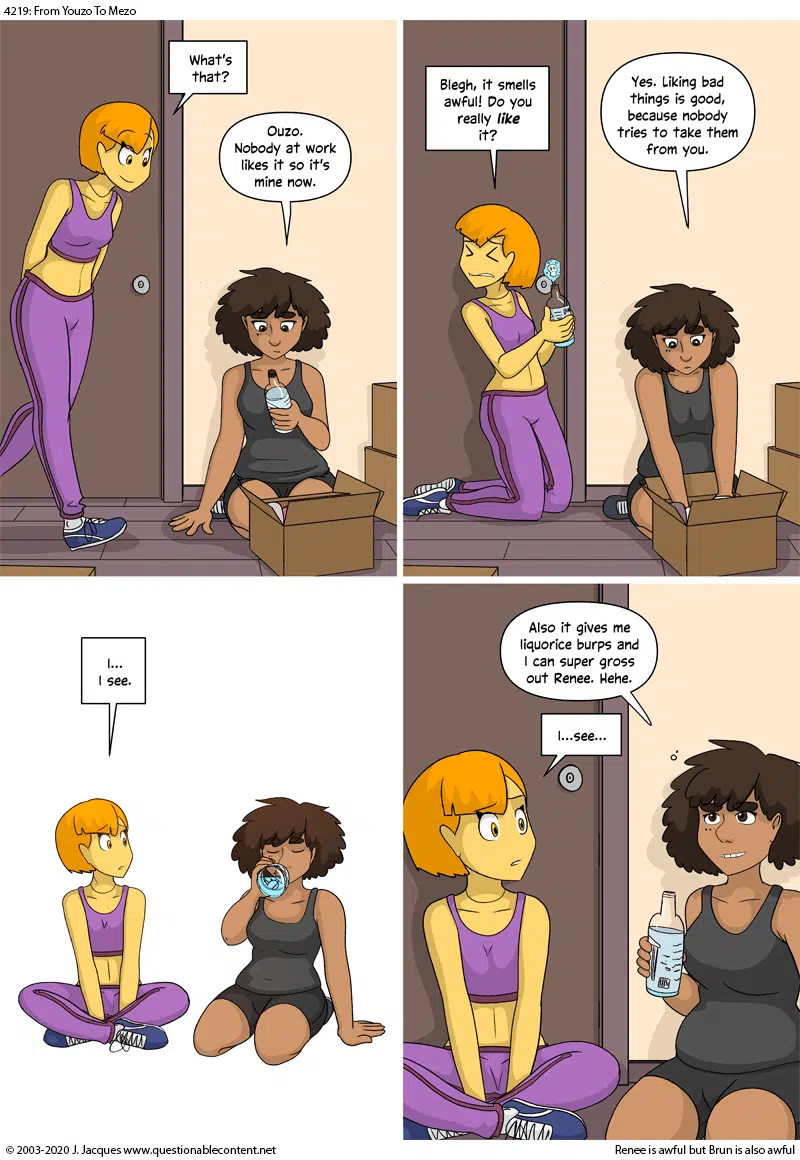 4219: From Youzo To Mezo
What's
that?
Ouzo.
Nobody at work
likes it so it's
mine now.
Blegh, it smells
awful! Do you
really like
it?
Yes. Liking bad
things is good,
because nobody
tries to take them
from you.
I...
I see.
Also it gives me
liquorice burps and
I can super gross
out Renee. Hehe.
I...see...
© 2003-2020 J. Jacques www.questionablecontent.net
Renee is awful but Brun is also awful